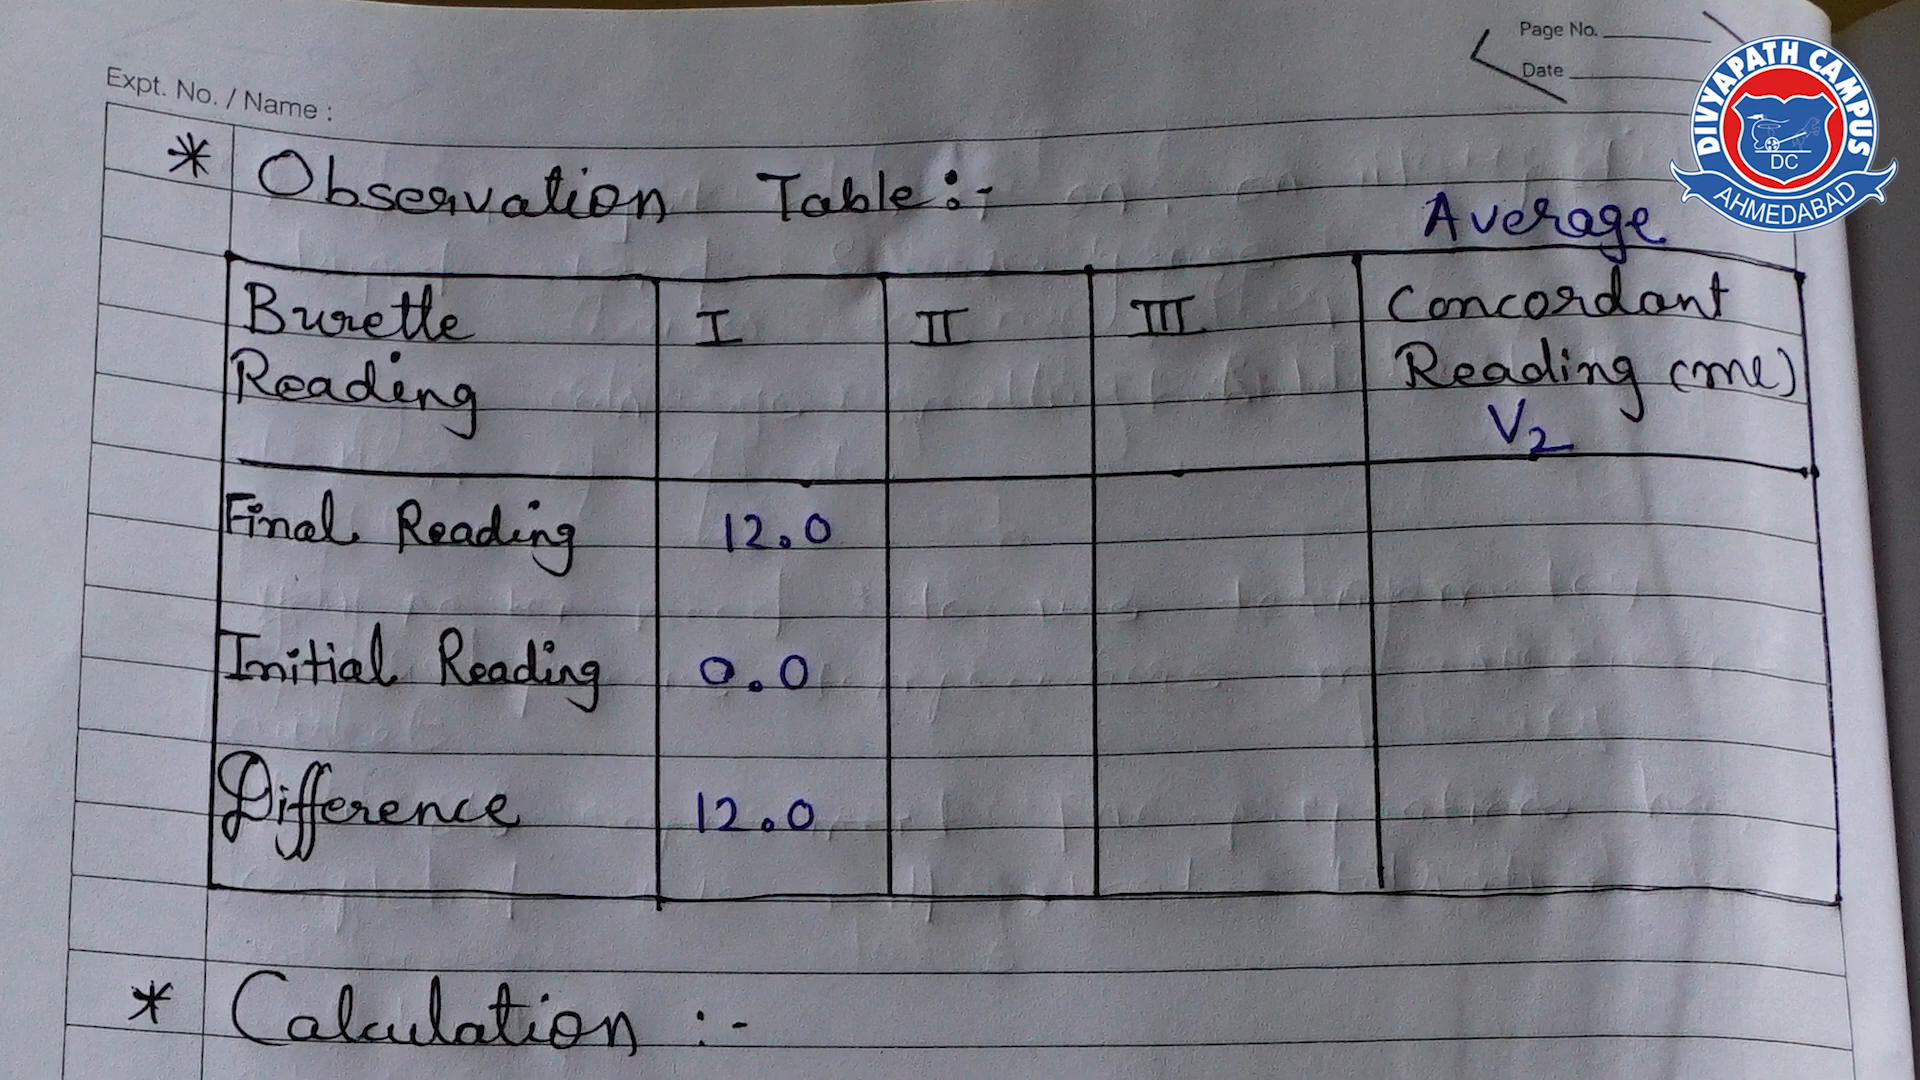 Page No.
Date
Expt. No. / Name :
DIVYAPATH CAMPUS
DC
AHMEDABAD
* Observation Table :-
Average
Burette Reading
I
II
III
Concordant
Reading (ml)
V2
Final Reading 12.0
Initial Reading 0.0
Difference 12.0
* Calculation :-